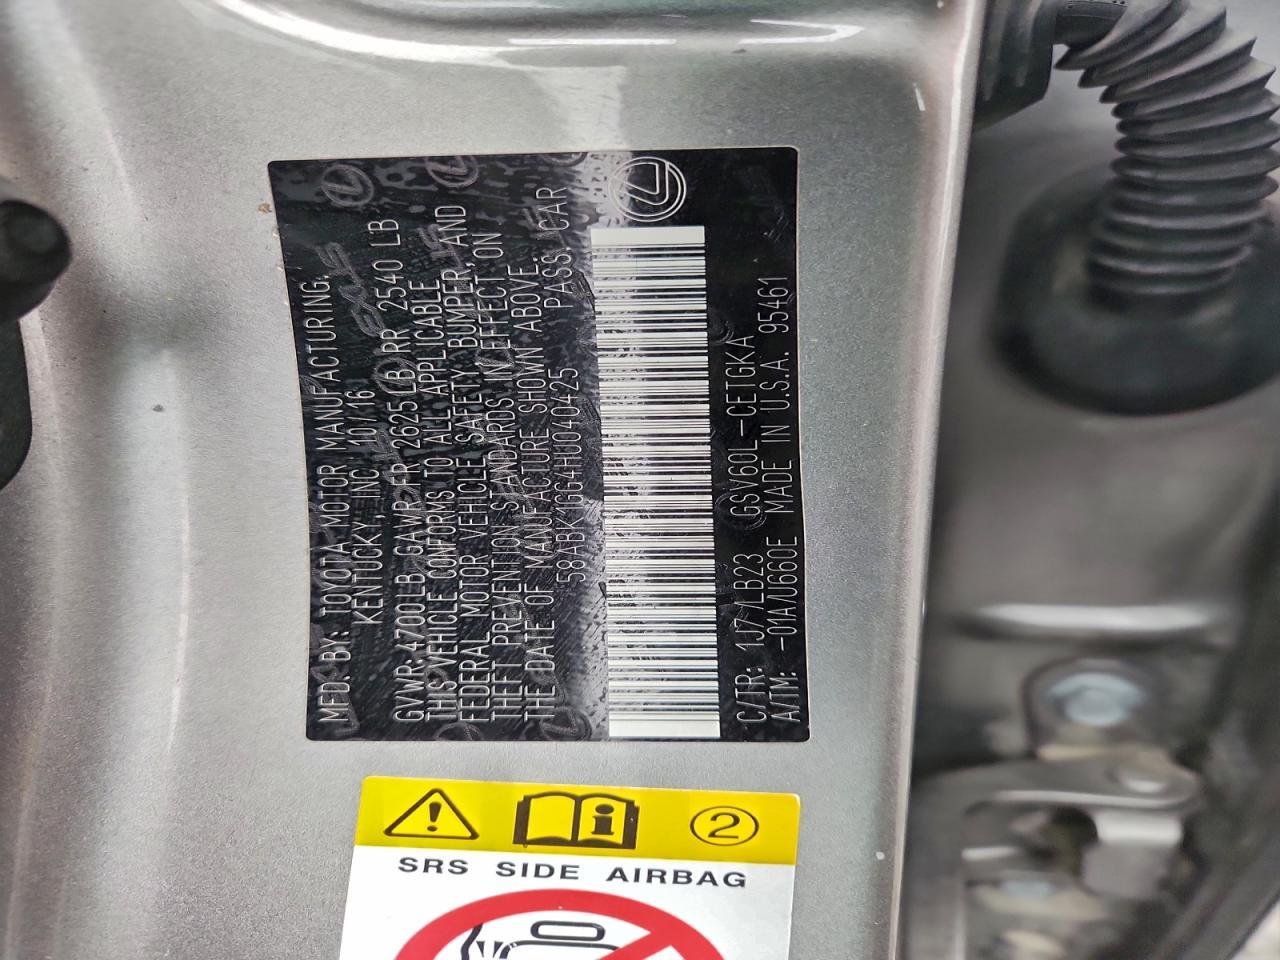 MFD. BY: TOYOTA MOTOR MANUFACTURING,
KENTUCKY, INC. 10/16
GVWR: 4700 LB GAWR FR 2625 LB RR 2540 LB
THIS VEHICLE CONFORMS TO ALL APPLICABLE
FEDERAL MOTOR VEHICLE SAFETY, BUMPER, AND
THEFT PREVENTION STANDARDS IN EFFECT ON
THE DATE OF MANUFACTURE SHOWN ABOVE.
58ABK1GG4HU040425 PASS. CAR
C/TR: 1J7 /LB23 GSV60L-CETGKA
A/TM: -01A/U660E MADE IN U.S.A. 95461
2
SRS SIDE AIRBAG